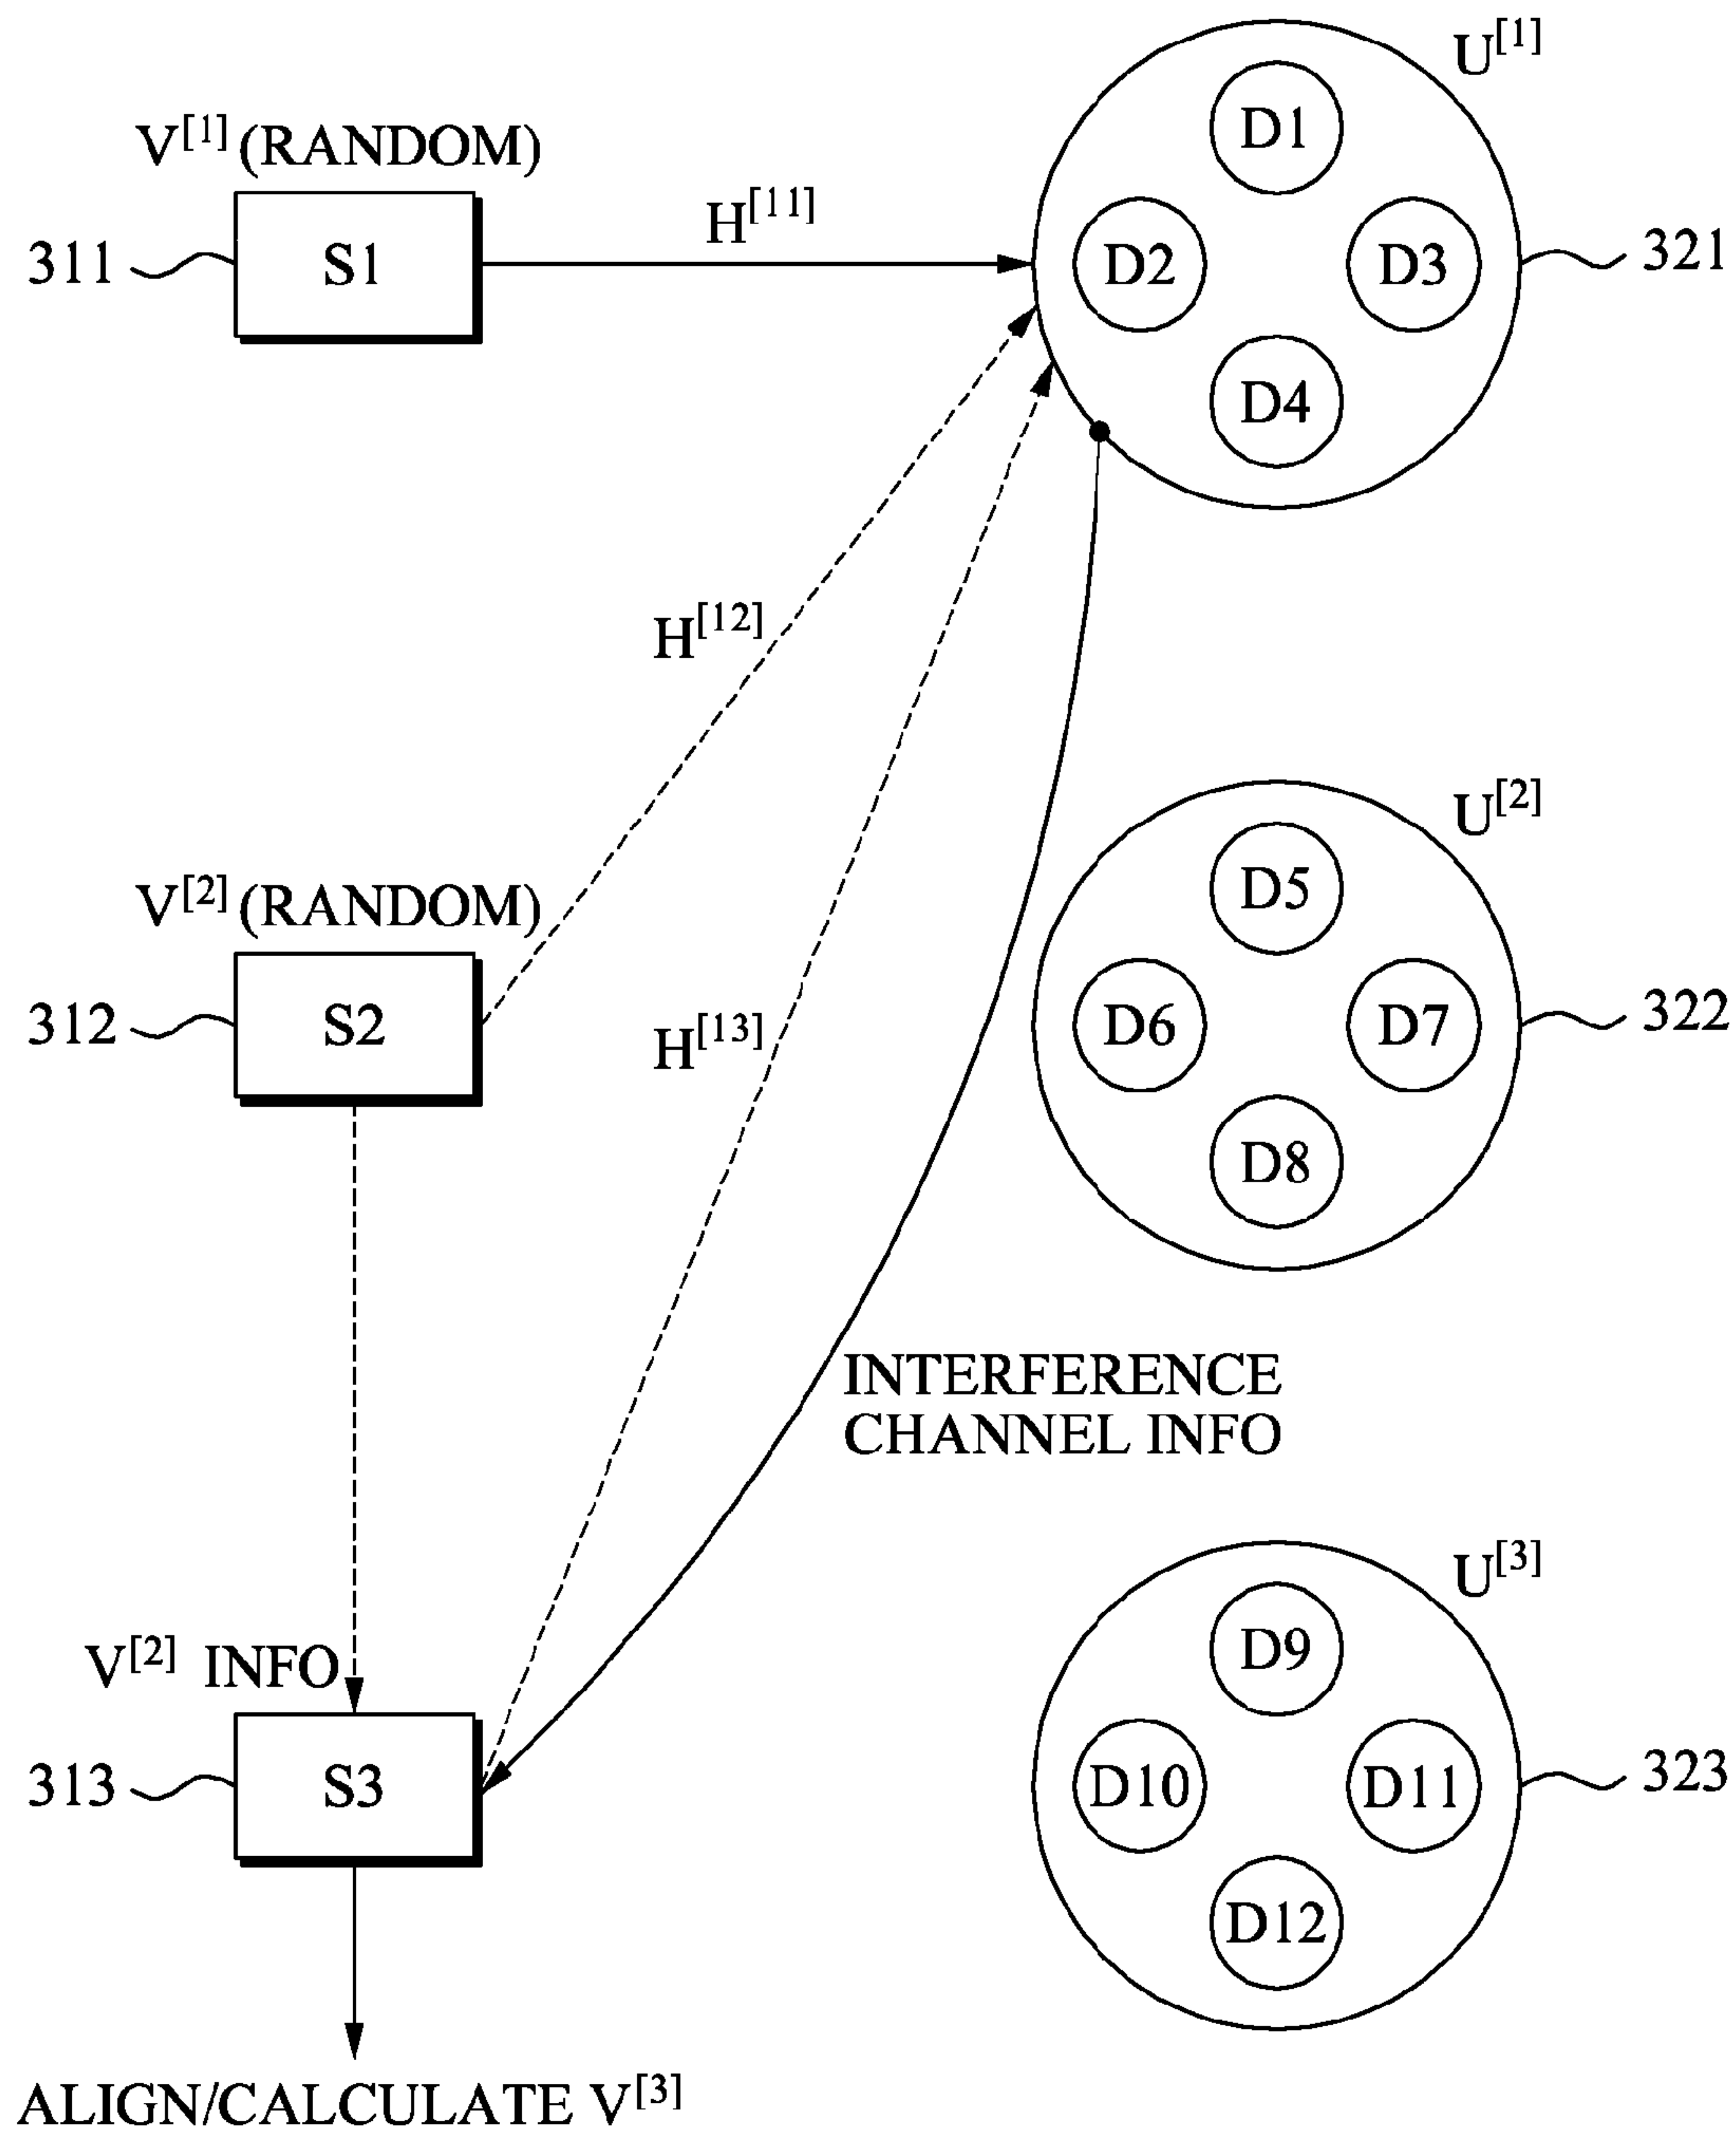 U[1]
D1
V[1] (RANDOM)
H[11]
311
S1
D2
D3
321
D4
H[12]
U[2]
D5
V[2] (RANDOM)
312
S2
H[13]
D6
D7
322
D8
INTERFERENCE
CHANNEL INFO
U[3]
D9
V[2] INFO
313
S3
D10
D11
323
D12
ALIGN/CALCULATE V[3]